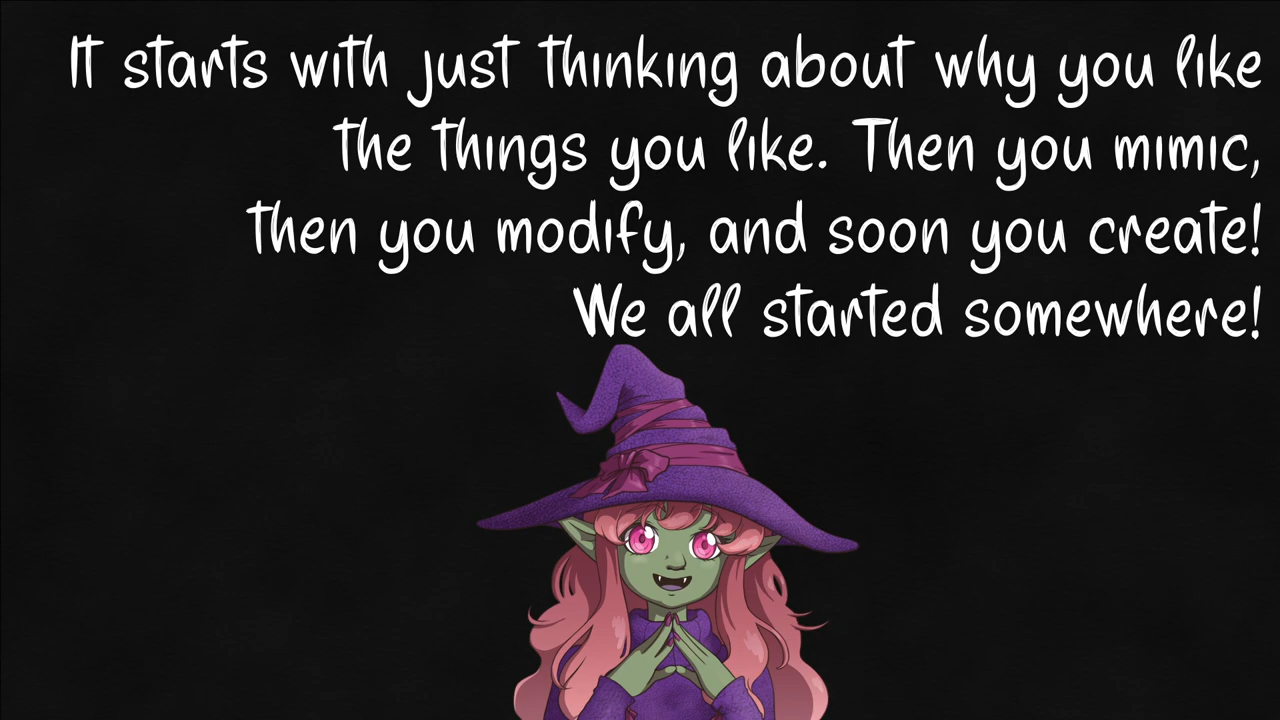 It starts with just thinking about why you like
the things you like. Then you mimic,
then you modify, and soon you create!
We all started somewhere!